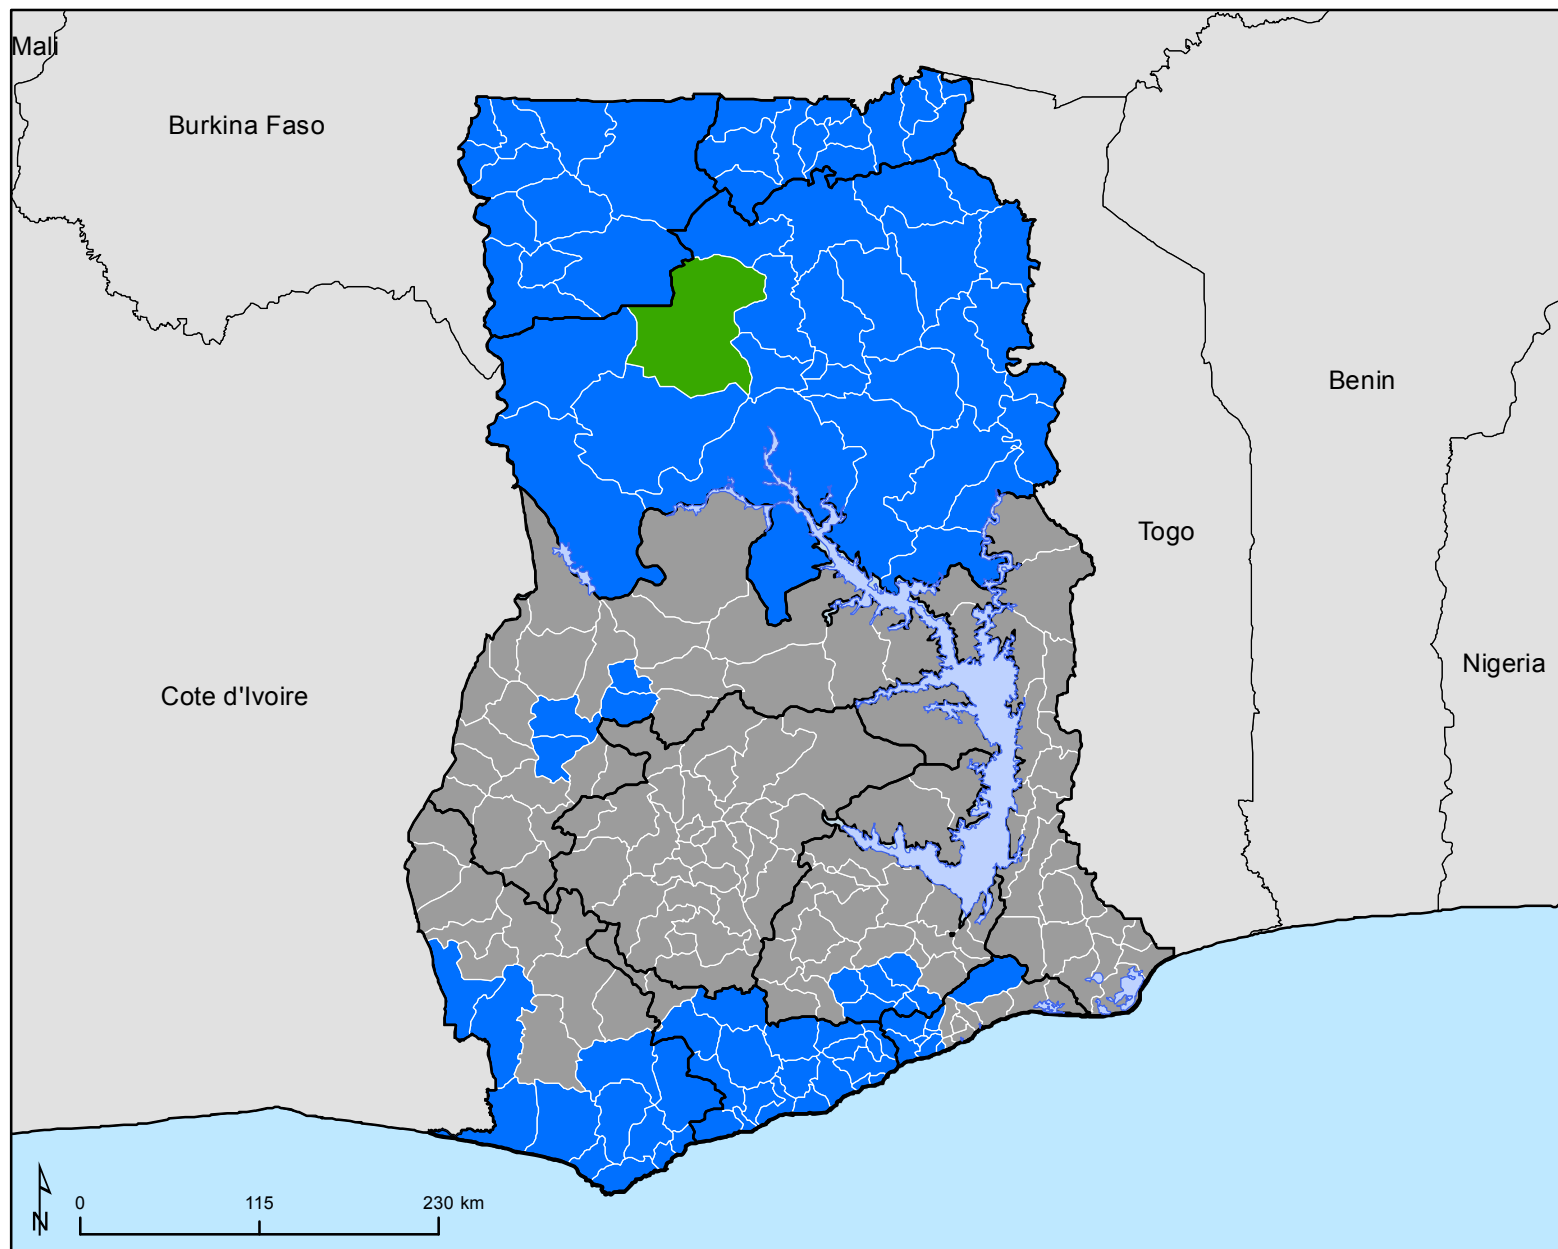 Mali
Burkina Faso
Benin
Togo
Nigeria
Cote d'Ivoire
N
0 115 230 km